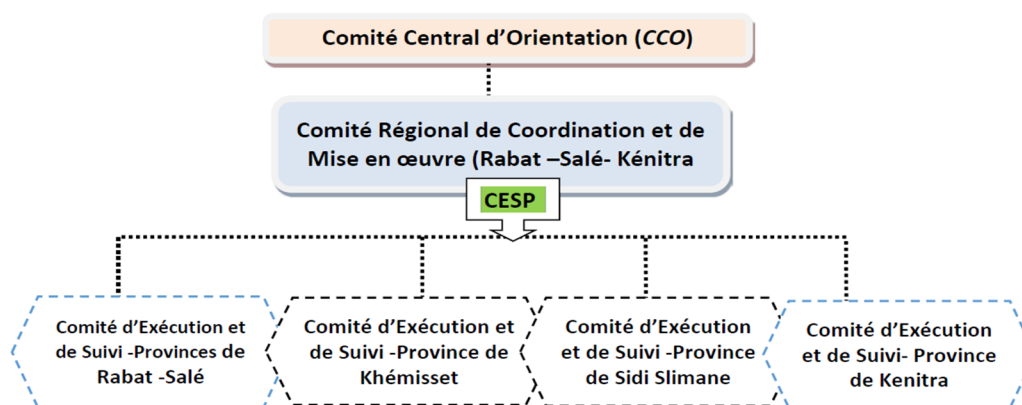 Comité Central d’Orientation (CCO)
Comité Régional de Coordination et de
Mise en œuvre (Rabat –Salé- Kénitra
CESP
Comité d’Exécution et
de Suivi -Provinces de
Rabat -Salé
Comité d’Exécution et
de Suivi -Province de
Khémisset
Comité d’Exécution
et de Suivi -Province
de Sidi Slimane
Comité d’Exécution
et de Suivi- Province
de Kenitra